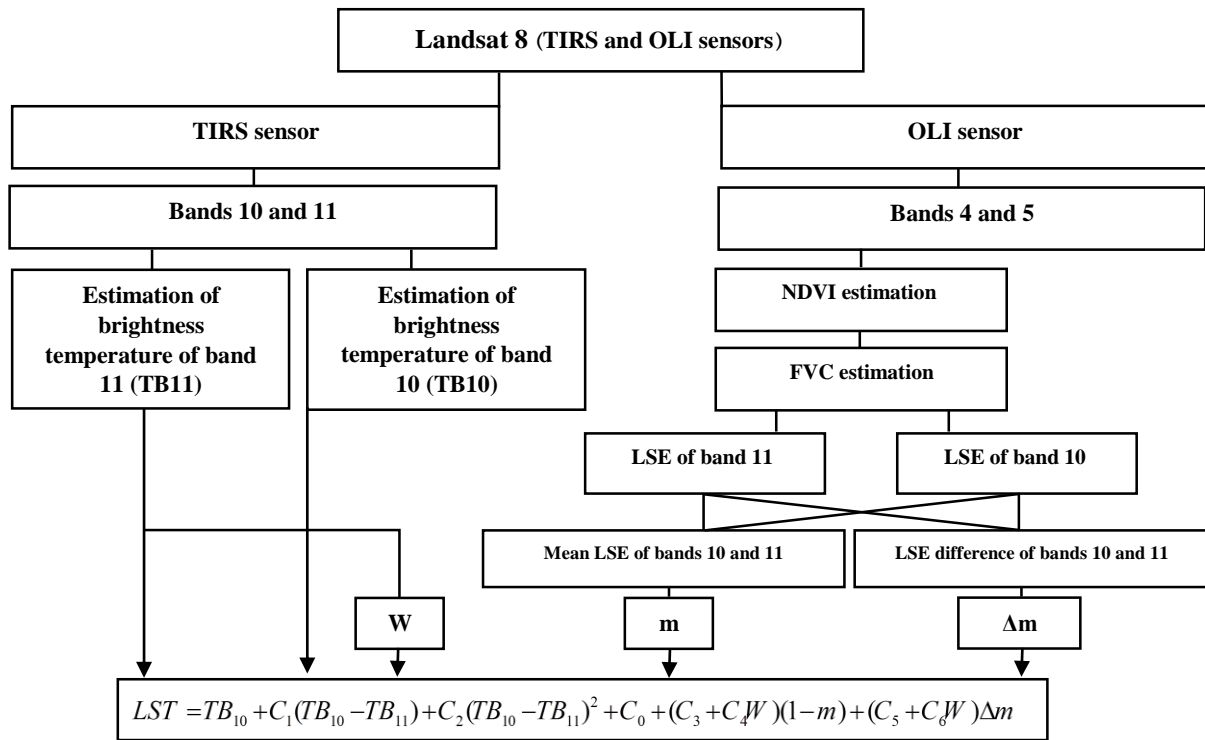 Landsat 8 (TIRS and OLI sensors)
TIRS sensor
OLI sensor
Bands 10 and 11
Bands 4 and 5
Estimation of
brightness
temperature of band
11 (TB11)
Estimation of
brightness
temperature of band
10 (TB10)
NDVI estimation
FVC estimation
LSE of band 11
LSE of band 10
Mean LSE of bands 10 and 11
LSE difference of bands 10 and 11
W
m
Δm
LST = TB₁₀ + C₁(TB₁₀ − TB₁₁) + C₂(TB₁₀ − TB₁₁)² + C₀ + (C₃ + C₄W)(1 − m) + (C₅ + C₆W)Δm